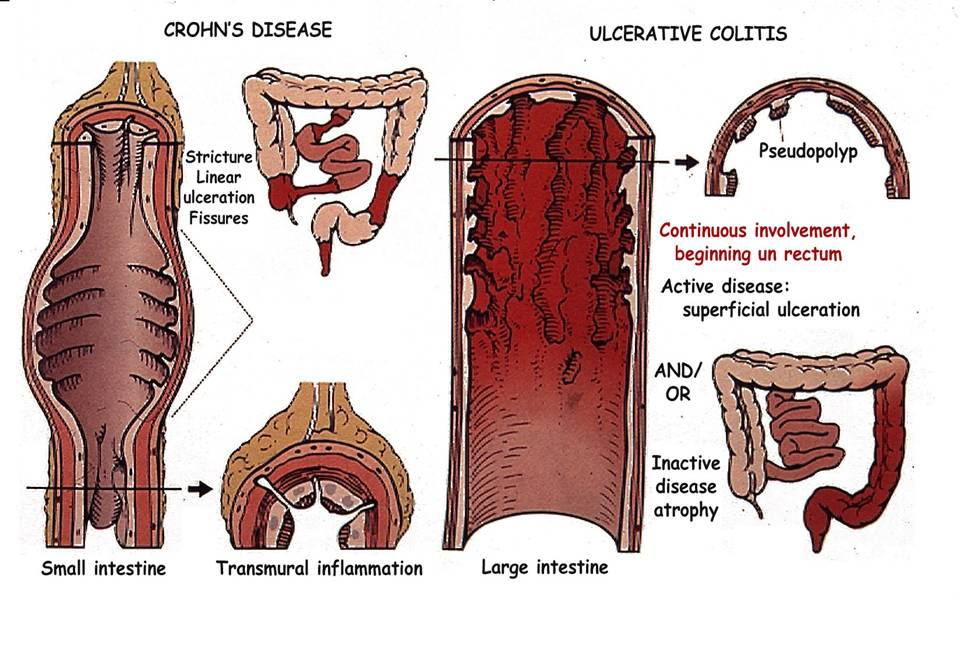 CROHN'S DISEASE
Stricture
Linear
ulceration
Fissures
Small intestine
Transmural inflammation
ULCERATIVE COLITIS
Pseudopolyp
Continuous involvement,
beginning un rectum
Active disease:
superficial ulceration
AND/
OR
Inactive
disease
atrophy
Large intestine